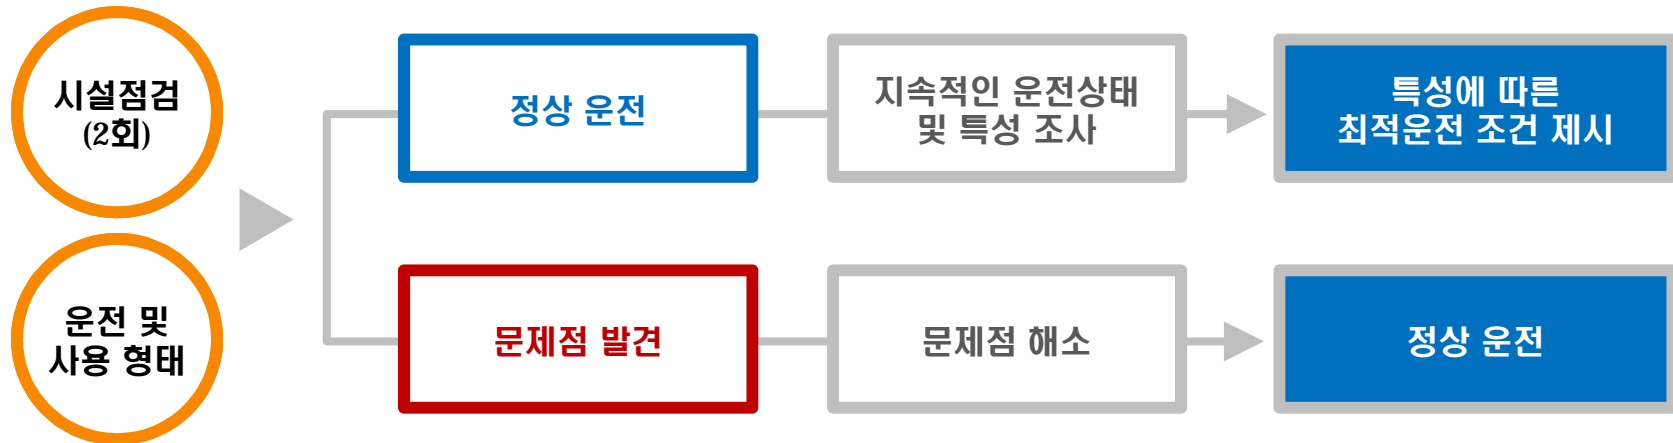 시설점검
(2회)
운전 및
사용 형태
정상 운전
지속적인 운전상태
및 특성 조사
특성에 따른
최적운전 조건 제시
문제점 발견
문제점 해소
정상 운전